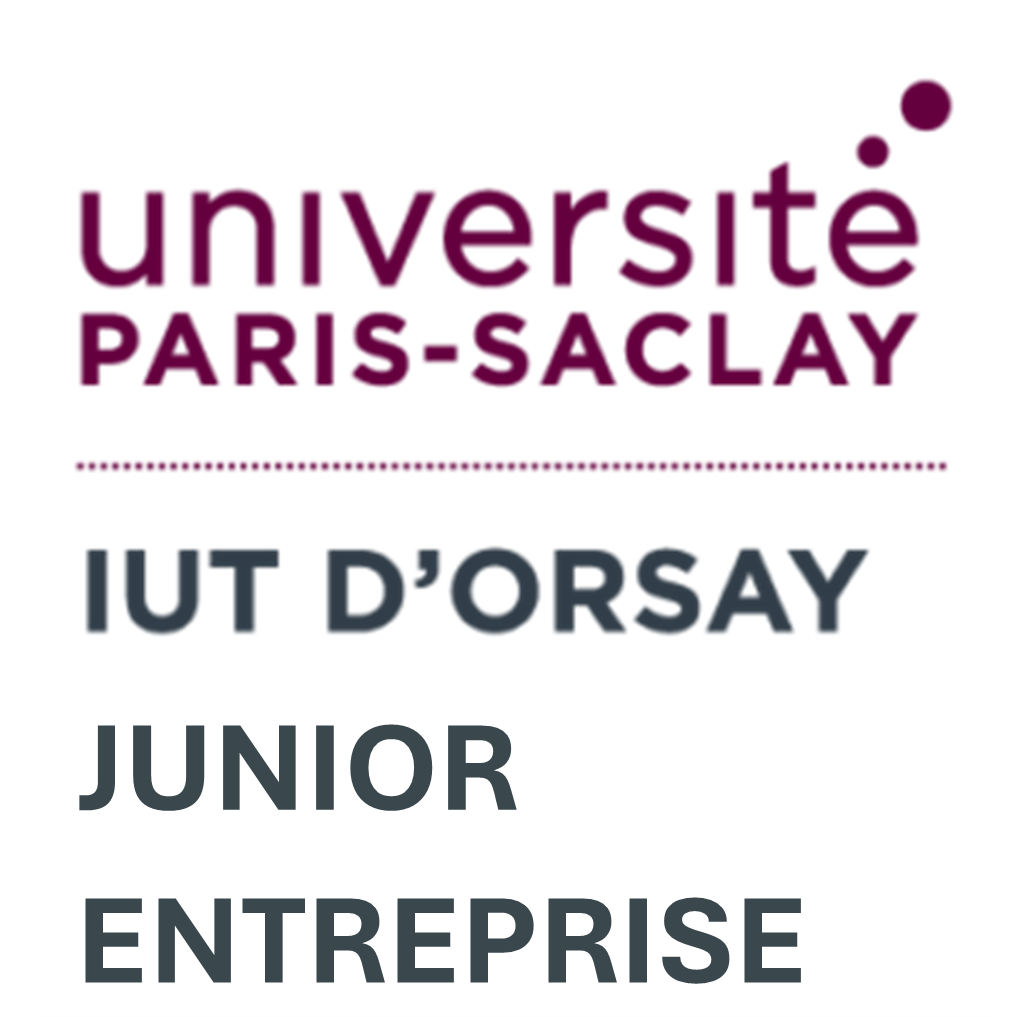 université
PARIS-SACLAY
IUT D’ORSAY
JUNIOR
ENTREPRISE